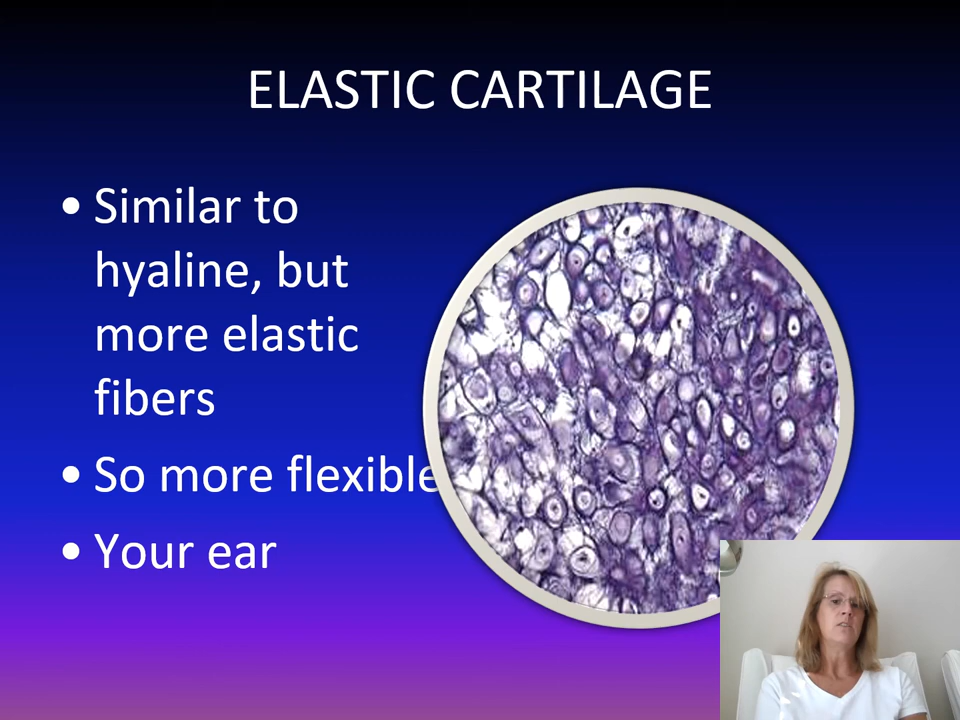 ELASTIC CARTILAGE
• Similar to
hyaline, but
more elastic
fibers
• So more flexible
• Your ear